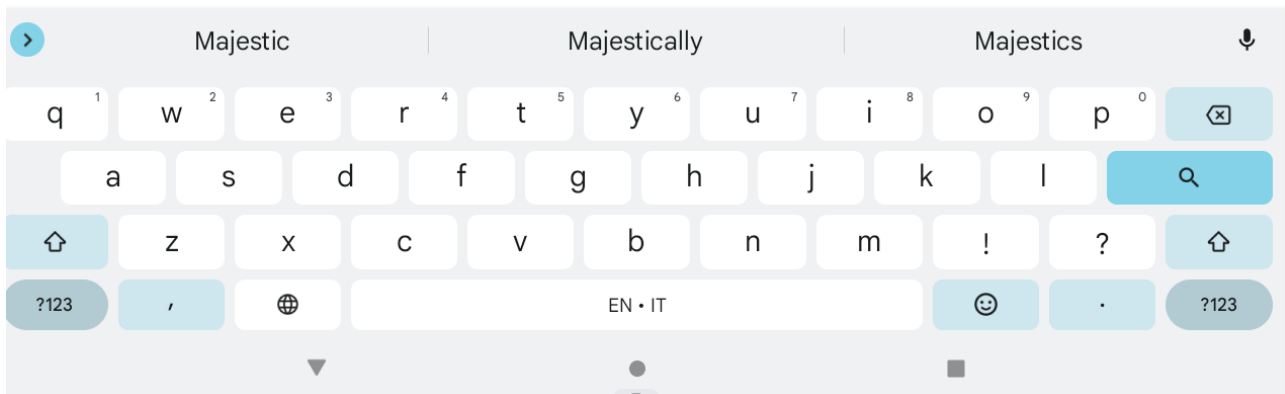 Majestic Majestically Majestics
q 1 w 2 e 3 r 4 t 5 y 6 u 7 i 8 o 9 p 0
a s d f g h j k l
z x c v b n m ! ?
?123 , EN • IT . ?123